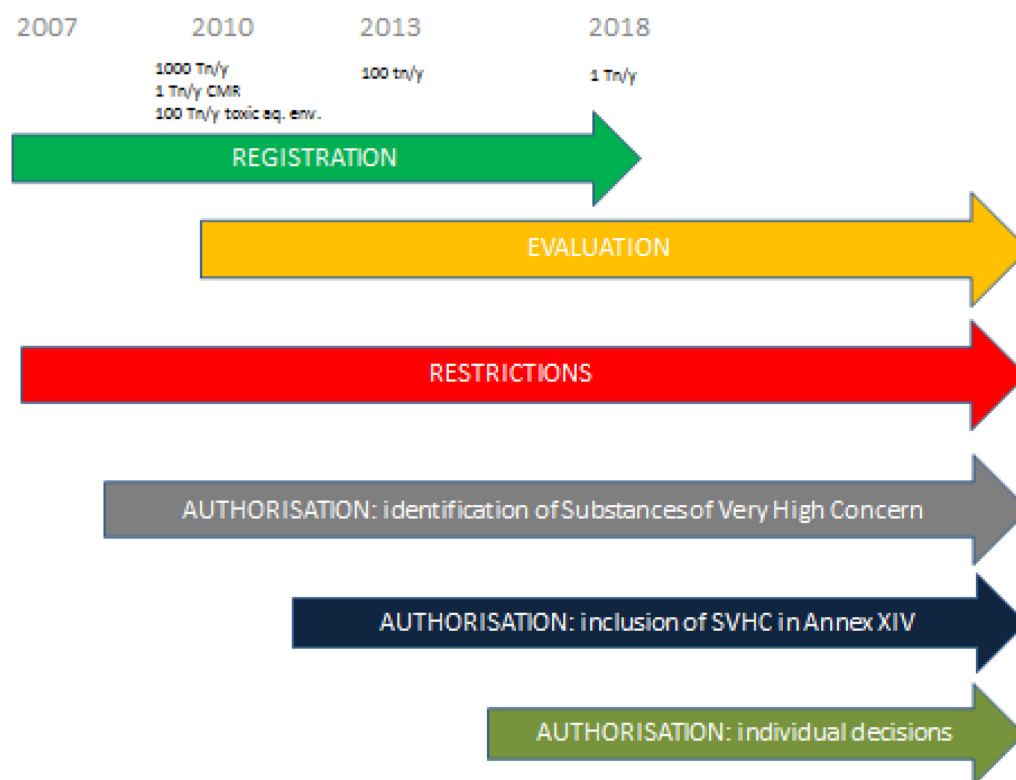 2007 2010 2013 2018
1000 Tn/y 100 tn/y 1 Tn/y
1 Tn/y CMR
100 Tn/y toxic aq. env.
REGISTRATION
EVALUATION
RESTRICTIONS
AUTHORISATION: identification of Substances of Very High Concern
AUTHORISATION: inclusion of SVHC in Annex XIV
AUTHORISATION: individual decisions